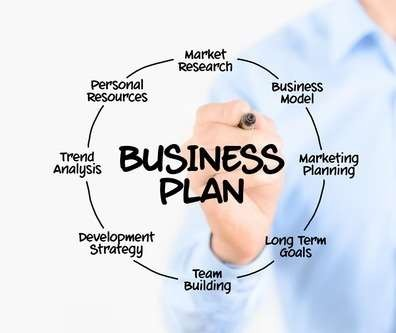 Market
Research
Business
Model
Marketing
Planning
Long Term
Goals
Team
Building
Development
Strategy
Trend
Analysis
Personal
Resources
BUSINESS
PLAN